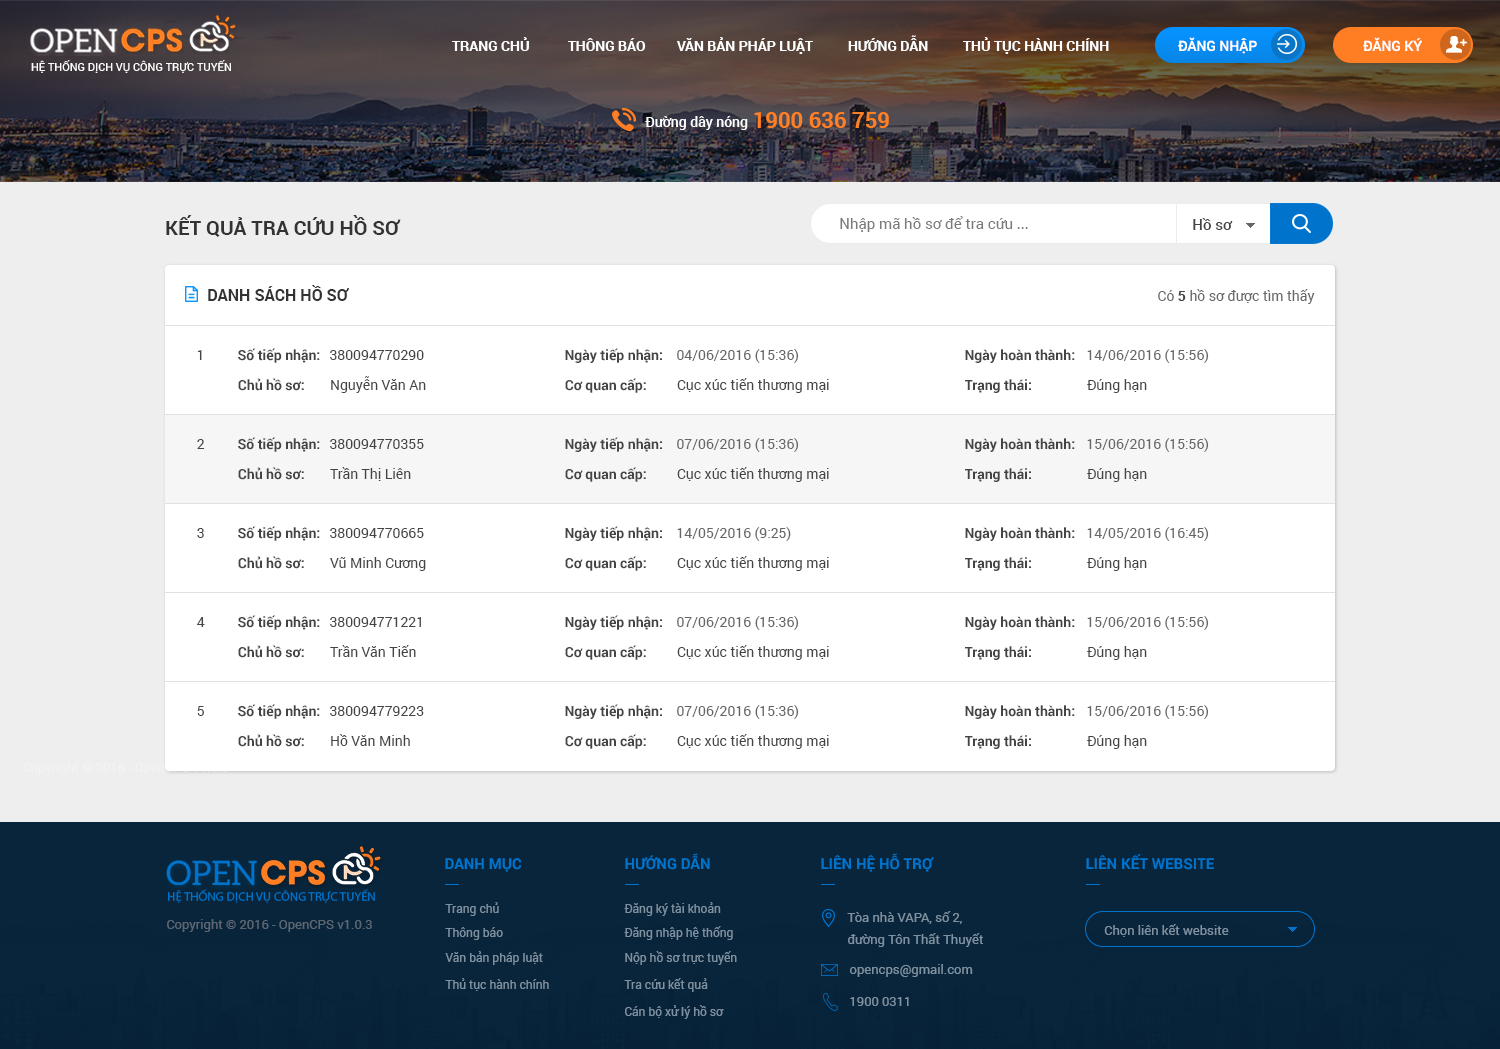 OPENCPS
HỆ THỐNG DỊCH VỤ CÔNG TRỰC TUYẾN
TRANG CHỦ THÔNG BÁO VĂN BẢN PHÁP LUẬT HƯỚNG DẪN THỦ TỤC HÀNH CHÍNH ĐĂNG NHẬP ĐĂNG KÝ
Đường dây nóng 1900 636 759
KẾT QUẢ TRA CỨU HỒ SƠ
Nhập mã hồ sơ để tra cứu ... Hồ sơ
DANH SÁCH HỒ SƠ Có 5 hồ sơ được tìm thấy
1 Số tiếp nhận: 380094770290 Ngày tiếp nhận: 04/06/2016 (15:36) Ngày hoàn thành: 14/06/2016 (15:56)
Chủ hồ sơ: Nguyễn Văn An Cơ quan cấp: Cục xúc tiến thương mại Trạng thái: Đúng hạn
2 Số tiếp nhận: 380094770355 Ngày tiếp nhận: 07/06/2016 (15:36) Ngày hoàn thành: 15/06/2016 (15:56)
Chủ hồ sơ: Trần Thị Liên Cơ quan cấp: Cục xúc tiến thương mại Trạng thái: Đúng hạn
3 Số tiếp nhận: 380094770665 Ngày tiếp nhận: 14/05/2016 (9:25) Ngày hoàn thành: 14/05/2016 (16:45)
Chủ hồ sơ: Vũ Minh Cương Cơ quan cấp: Cục xúc tiến thương mại Trạng thái: Đúng hạn
4 Số tiếp nhận: 380094771221 Ngày tiếp nhận: 07/06/2016 (15:36) Ngày hoàn thành: 15/06/2016 (15:56)
Chủ hồ sơ: Trần Văn Tiến Cơ quan cấp: Cục xúc tiến thương mại Trạng thái: Đúng hạn
5 Số tiếp nhận: 380094779223 Ngày tiếp nhận: 07/06/2016 (15:36) Ngày hoàn thành: 15/06/2016 (15:56)
Chủ hồ sơ: Hồ Văn Minh Cơ quan cấp: Cục xúc tiến thương mại Trạng thái: Đúng hạn
Copyright © 2016 -
OPENCPS
HỆ THỐNG DỊCH VỤ CÔNG TRỰC TUYẾN
Copyright © 2016 - OpenCPS v1.0.3
DANH MỤC
Trang chủ
Thông báo
Văn bản pháp luật
Thủ tục hành chính
HƯỚNG DẪN
Đăng ký tài khoản
Đăng nhập hệ thống
Nộp hồ sơ trực tuyến
Tra cứu kết quả
Cán bộ xử lý hồ sơ
LIÊN HỆ HỖ TRỢ
Tòa nhà VAPA, số 2,
đường Tôn Thất Thuyết
opencps@gmail.com
1900 0311
LIÊN KẾT WEBSITE
Chọn liên kết website